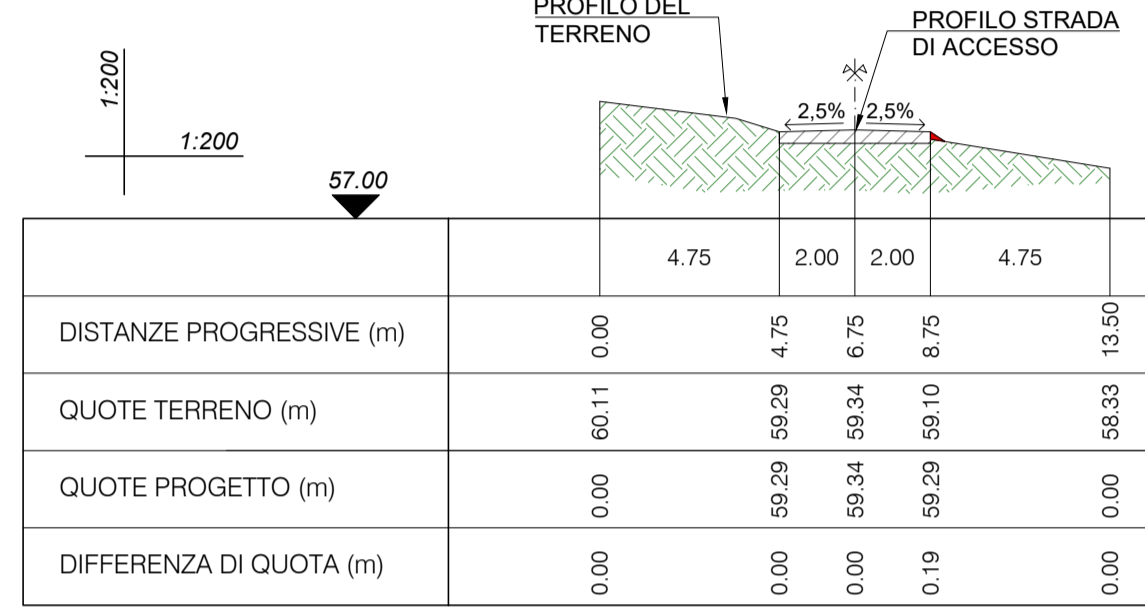 PROFILO DEL
TERRENO
PROFILO STRADA
DI ACCESSO
1:200
1:200
2,5% 2,5%
57.00
4.75 2.00 2.00 4.75
DISTANZE PROGRESSIVE (m) 0.00 4.75 6.75 8.75 13.50
QUOTE TERRENO (m) 60.11 59.29 59.34 59.10 58.33
QUOTE PROGETTO (m) 0.00 59.29 59.34 59.29 0.00
DIFFERENZA DI QUOTA (m) 0.00 0.00 0.00 0.19 0.00